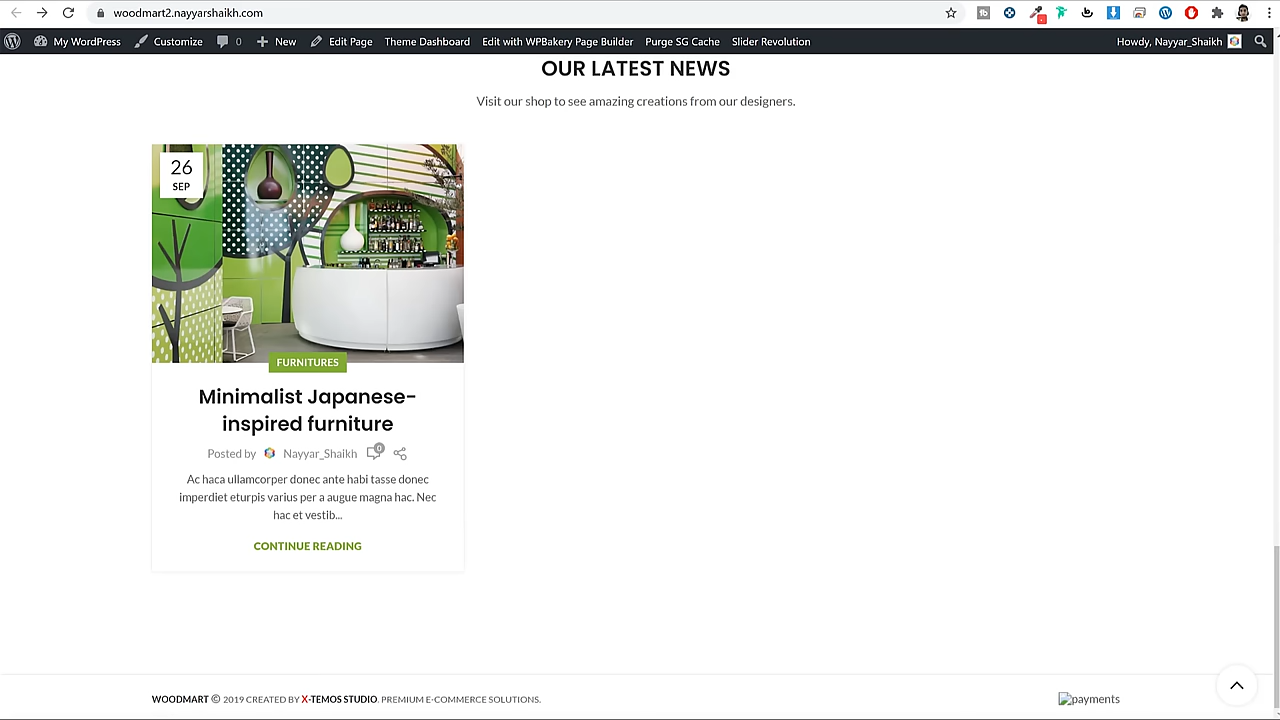 woodmart2.nayyarshaikh.com
My WordPress Customize 0 New Edit Page Theme Dashboard Edit with WPBakery Page Builder Purge SG Cache Slider Revolution Howdy, Nayyar_Shaikh
OUR LATEST NEWS
Visit our shop to see amazing creations from our designers.
26
SEP
FURNITURES
Minimalist Japanese-
inspired furniture
Posted by Nayyar_Shaikh 0
Ac haca ullamcorper donec ante habi tasse donec
imperdiet eturpis varius per a augue magna hac. Nec
hac et vestib...
CONTINUE READING
WOODMART © 2019 CREATED BY X-TEMOS STUDIO. PREMIUM E-COMMERCE SOLUTIONS.
payments